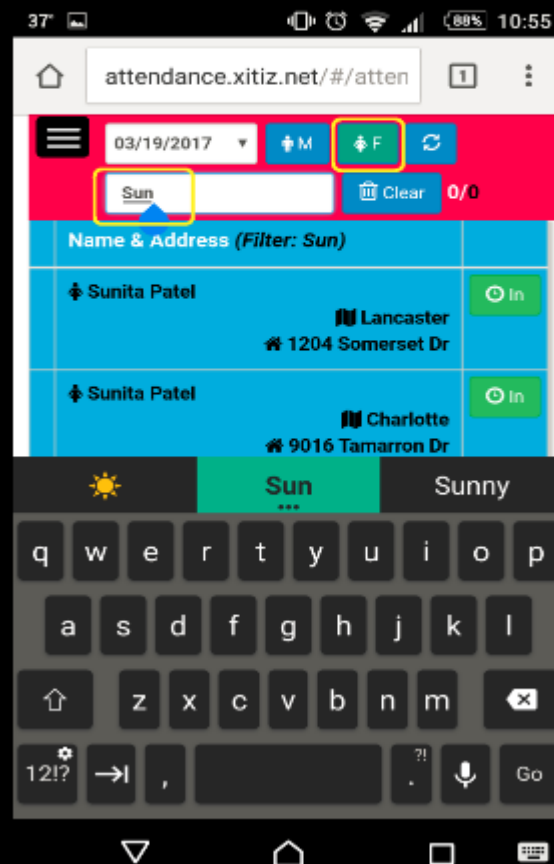 37° 88% 10:55
attendance.xitiz.net/#/atten 1
03/19/2017 M F
Sun Clear 0/0
Name & Address (Filter: Sun)
Sunita Patel In
Lancaster
1204 Somerset Dr
Sunita Patel In
Charlotte
9016 Tamarron Dr
Sun Sunny
q w e r t y u i o p
a s d f g h j k l
z x c v b n m
12!? , . ?! Go